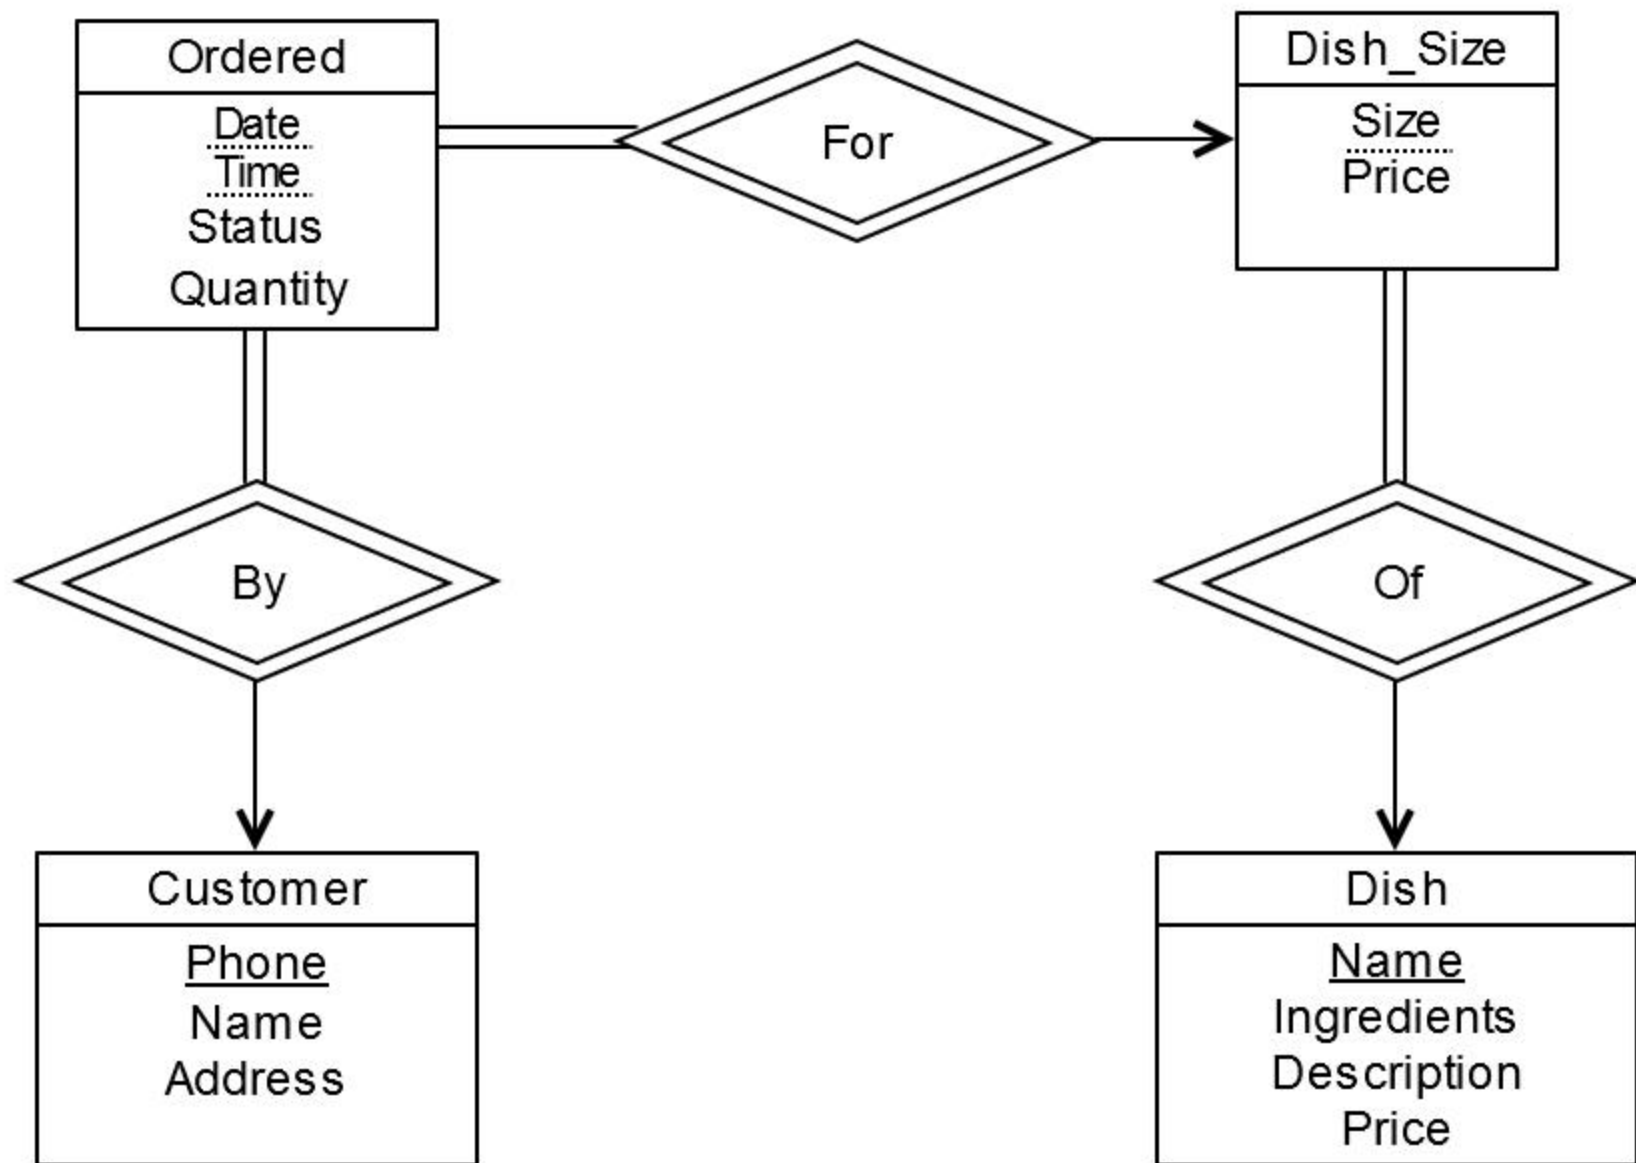 Ordered
Date
Time
Status
Quantity
For
Dish_Size
Size
Price
By
Of
Customer
Phone
Name
Address
Dish
Name
Ingredients
Description
Price